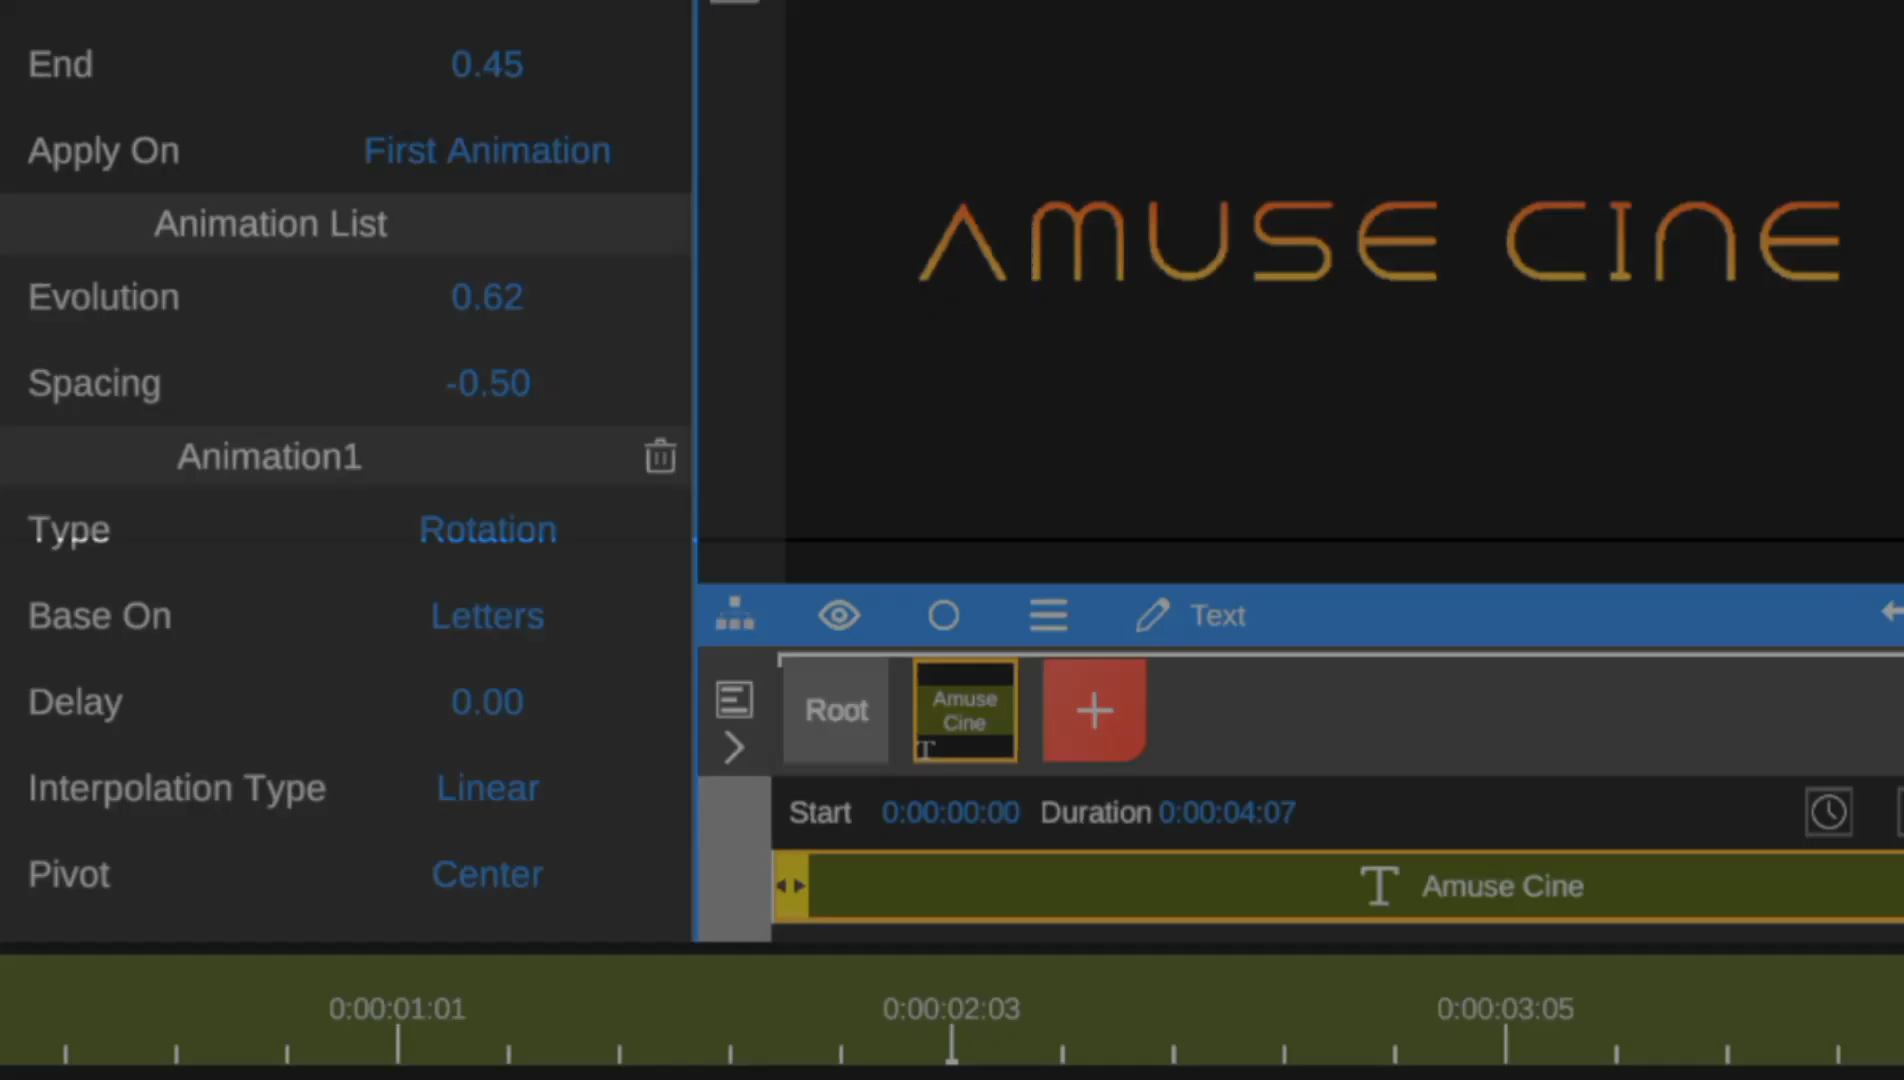 End 0.45
Apply On First Animation
Animation List
Evolution 0.62
Spacing -0.50
Animation1
Type Rotation
Base On Letters
Delay 0.00
Interpolation Type Linear
Pivot Center
AMUSE CINE
Text
Root
Amuse
Cine
T
+
Start 0:00:00:00 Duration 0:00:04:07
T Amuse Cine
0:00:01:01 0:00:02:03 0:00:03:05